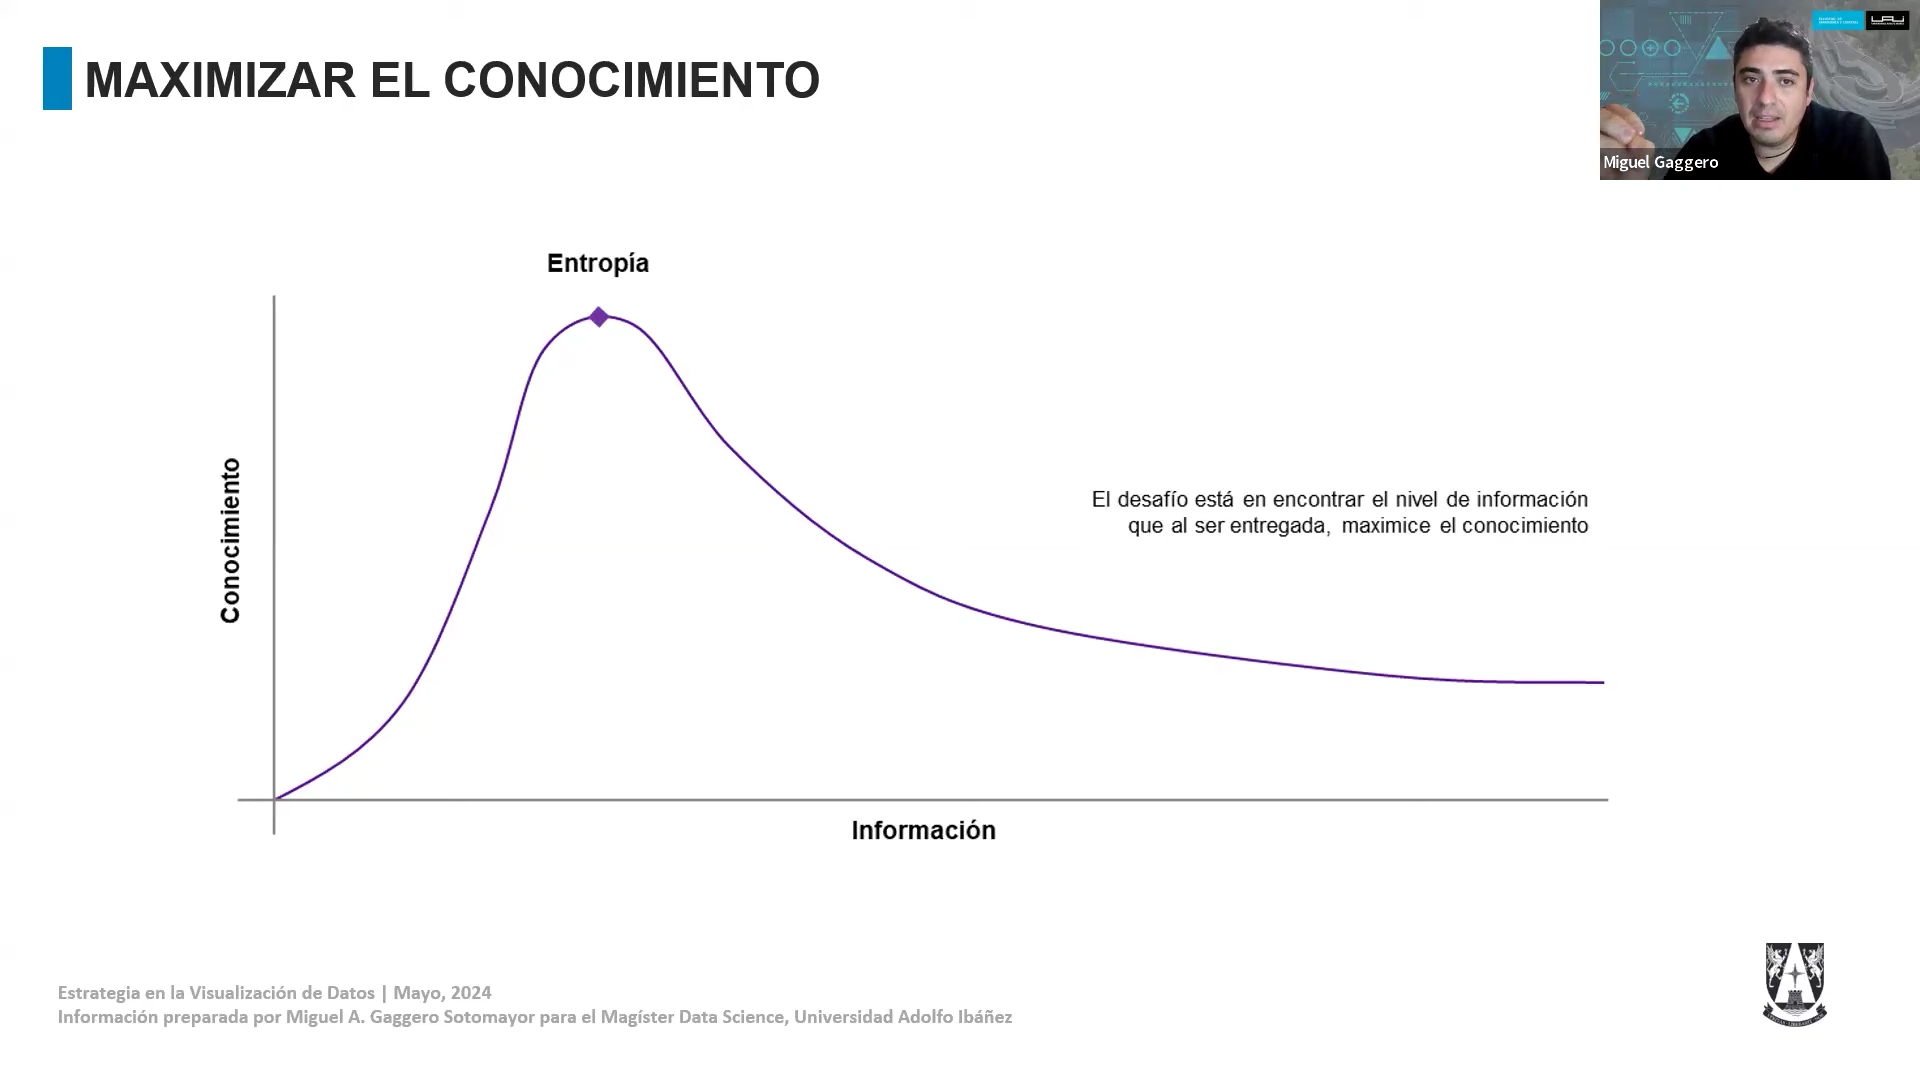 MAXIMIZAR EL CONOCIMIENTO
Miguel Gaggero
Entropía
Conocimiento
El desafío está en encontrar el nivel de información
que al ser entregada, maximice el conocimiento
Información
Estrategia en la Visualización de Datos | Mayo, 2024
Información preparada por Miguel A. Gaggero Sotomayor para el Magíster Data Science, Universidad Adolfo Ibáñez